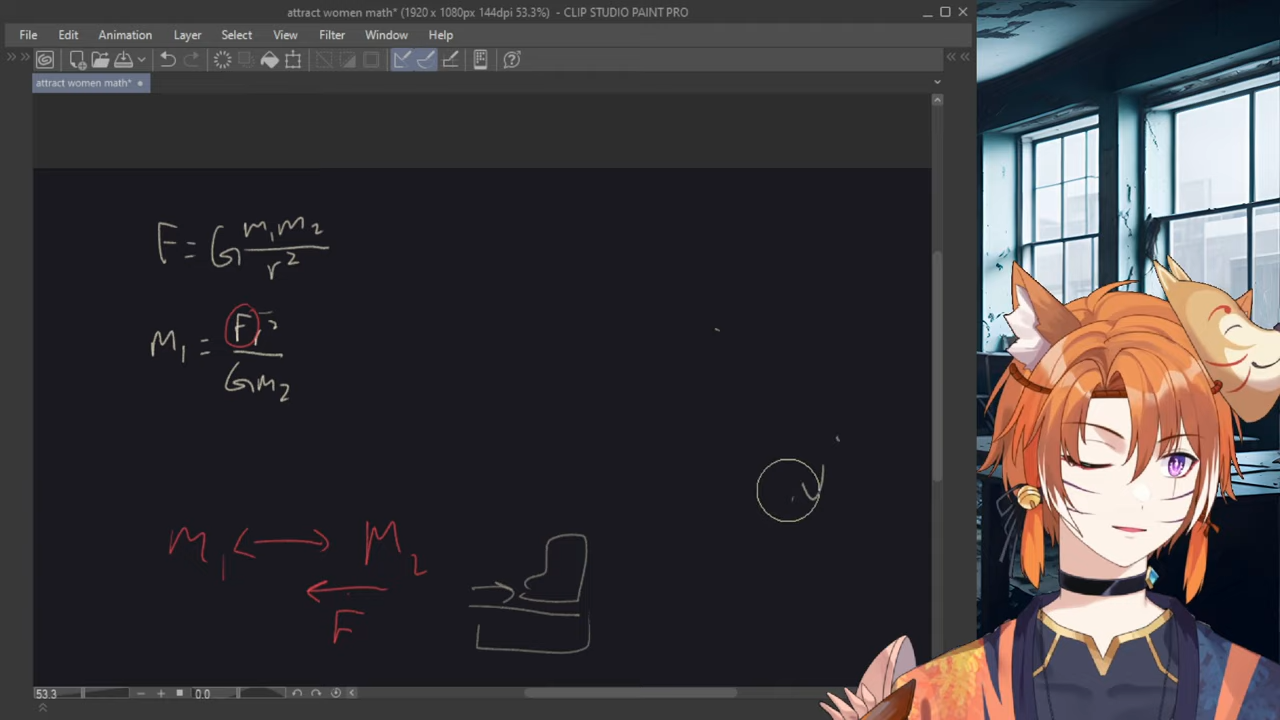 attract women math* (1920 x 1080px 144dpi 53.3%) - CLIP STUDIO PAINT PRO
File Edit Animation Layer Select View Filter Window Help
attract women math*
F = G m₁m₂ / r²
m₁ = Fr² / Gm₂
m₁ ↔ M₂
F
53.3 0.0